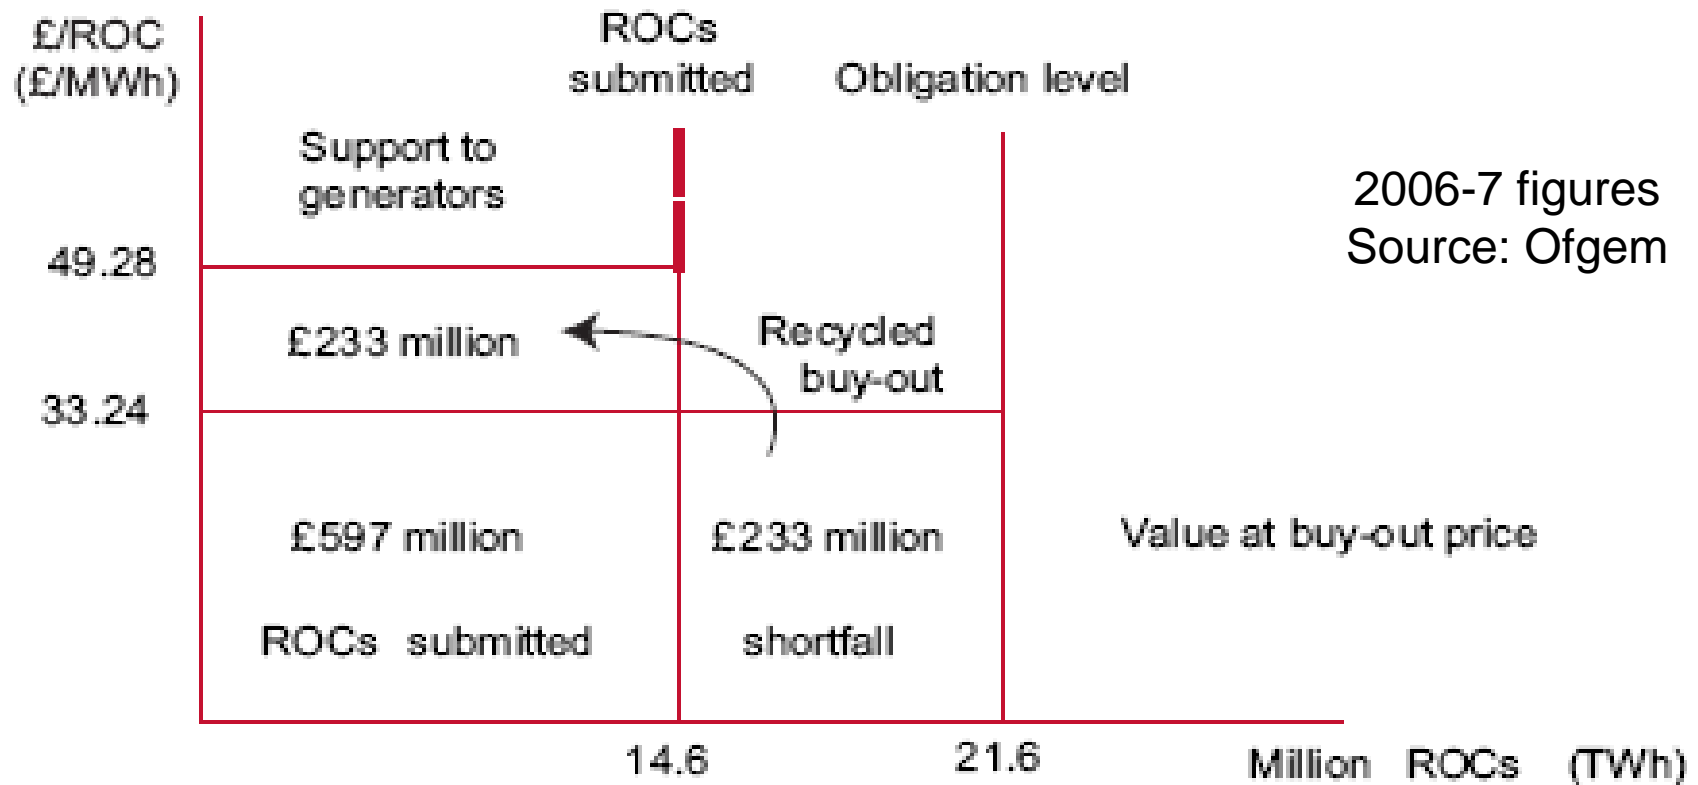 £/ROC
(£/MWh)
ROCs
submitted
Obligation level
Support to
generators
2006-7 figures
Source: Ofgem
49.28
£233 million
Recycled
buy-out
33.24
£597 million
£233 million
Value at buy-out price
ROCs submitted
shortfall
14.6
21.6
Million ROCs (TWh)